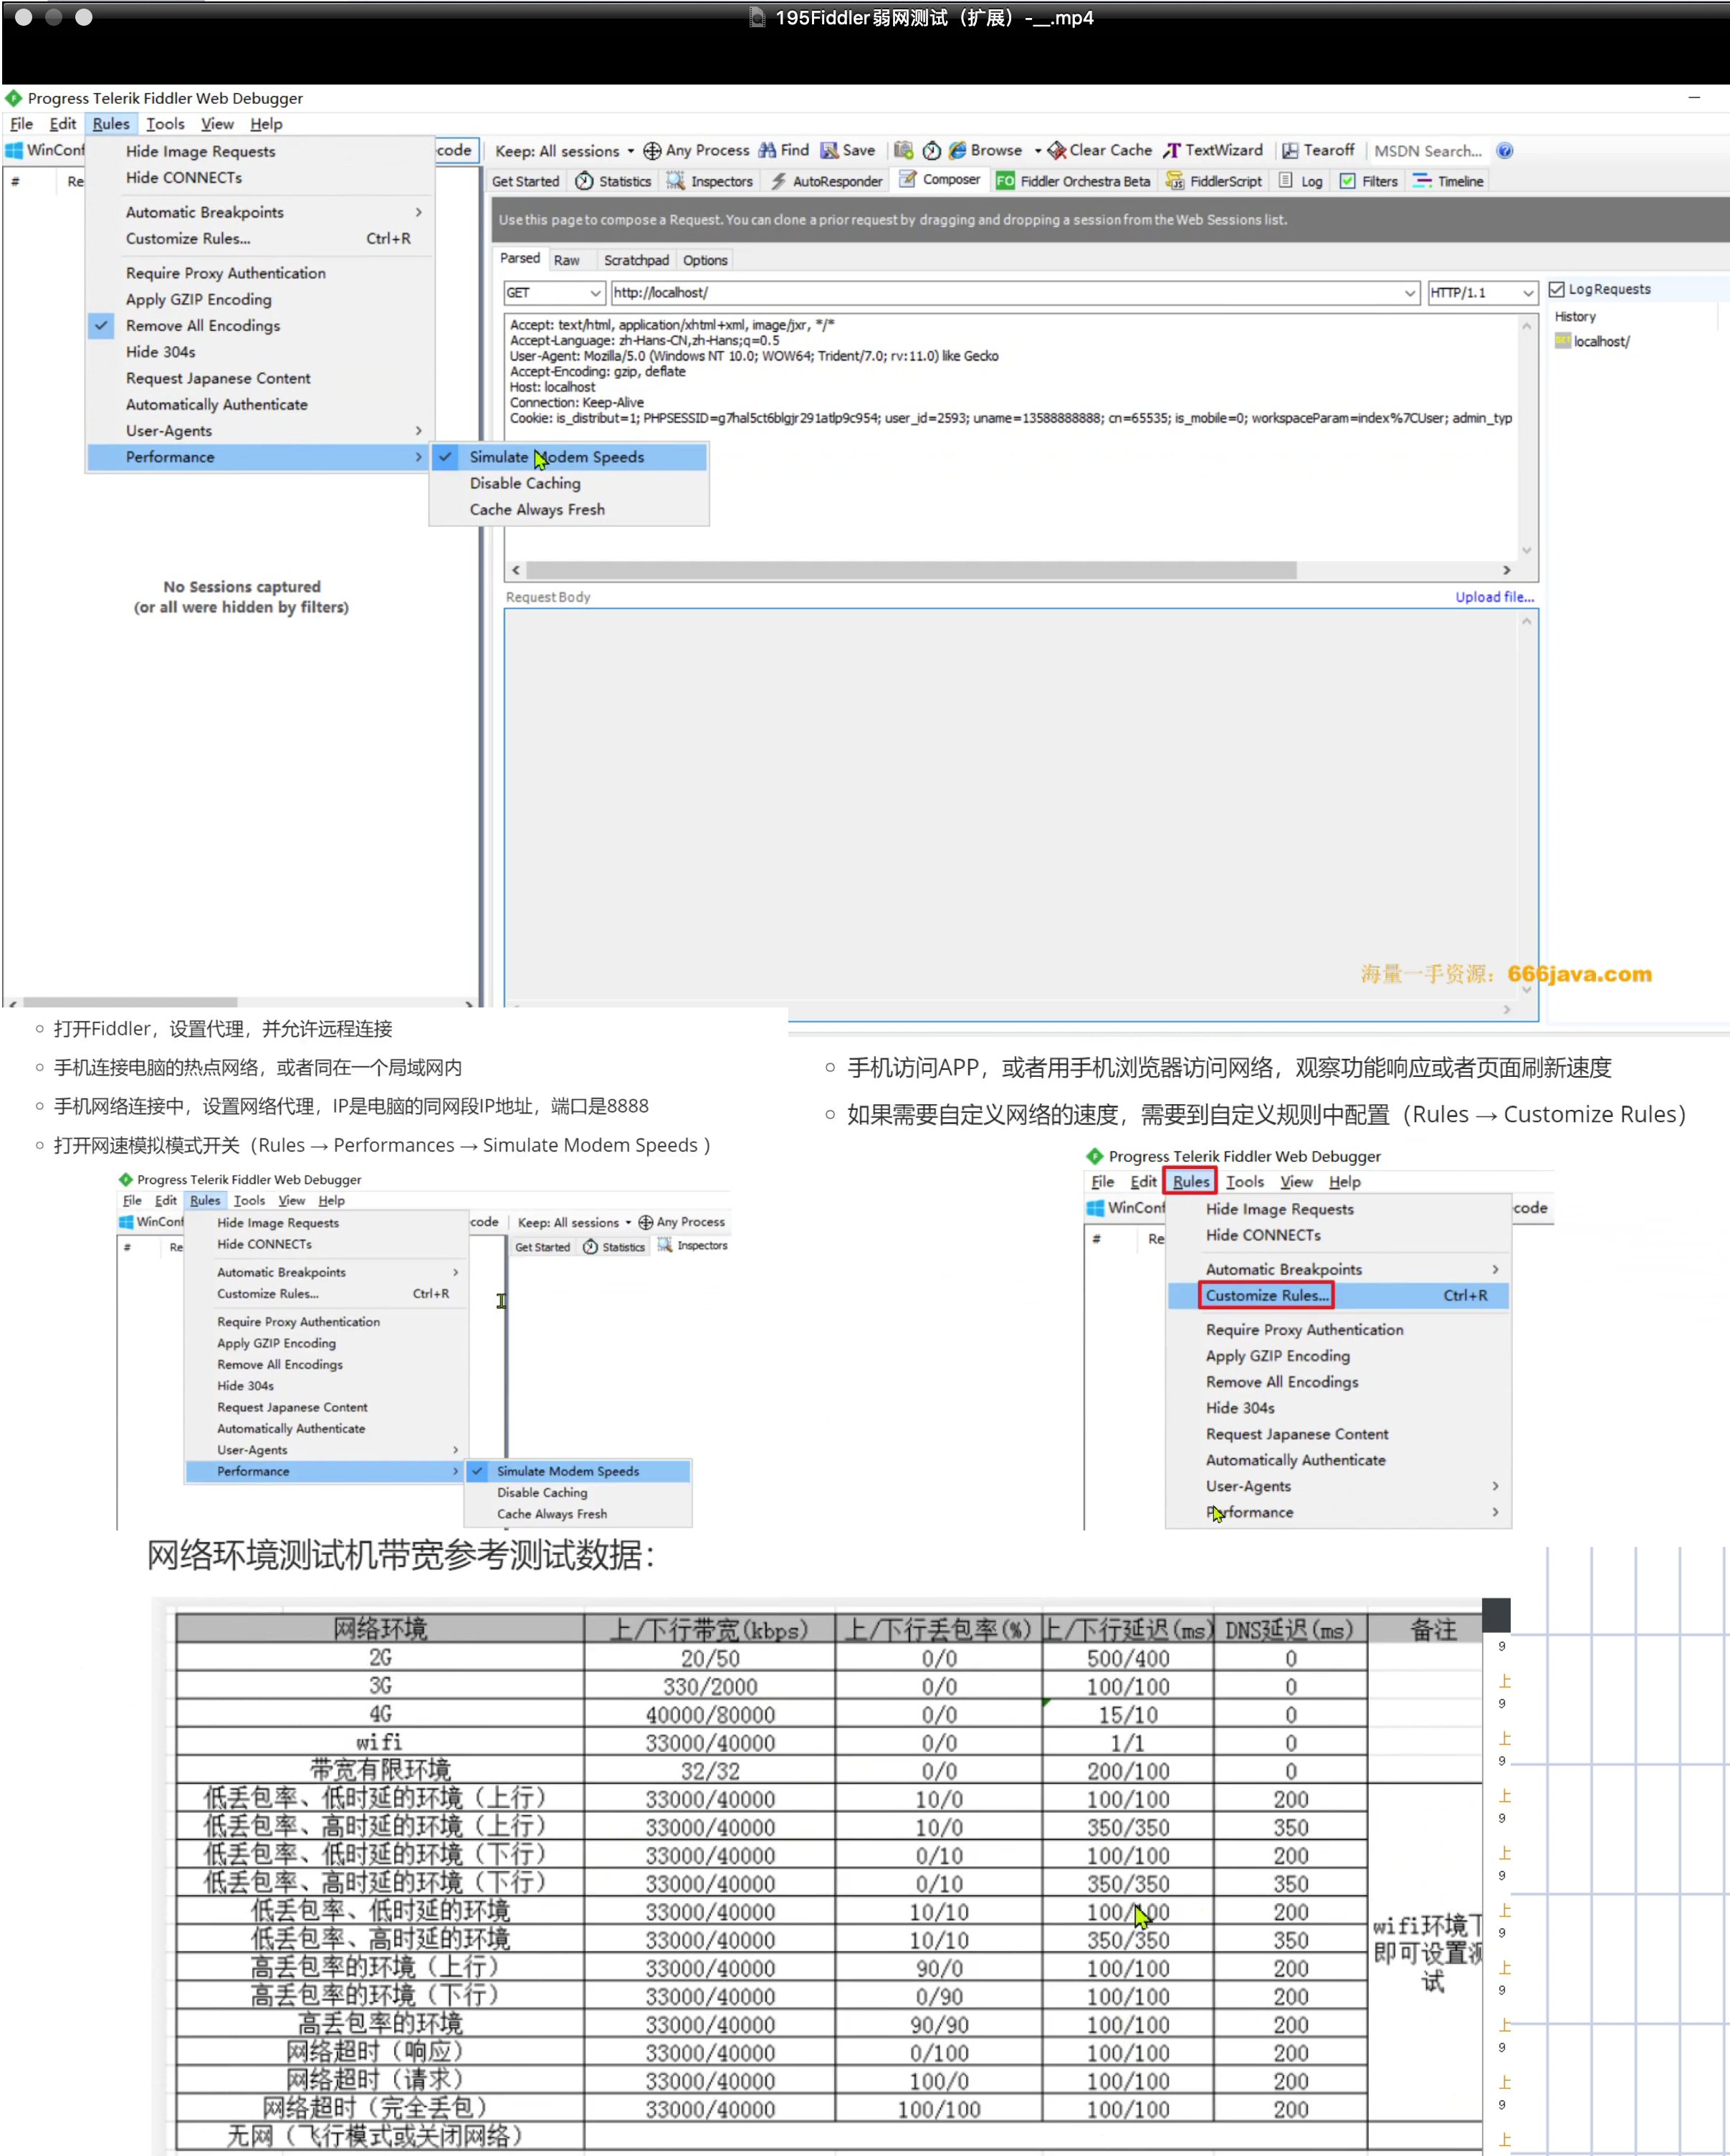 195Fiddler弱网测试（扩展）-__.mp4
Progress Telerik Fiddler Web Debugger
File Edit Rules Tools View Help
WinConf
code Keep: All sessions Any Process Find Save Browse Clear Cache TextWizard Tearoff MSDN Search...
# Re
Get Started Statistics Inspectors AutoResponder Composer FO Fiddler Orchestra Beta FiddlerScript Log Filters Timeline
Hide Image Requests
Hide CONNECTs
Automatic Breakpoints
Customize Rules... Ctrl+R
Require Proxy Authentication
Apply GZIP Encoding
Remove All Encodings
Hide 304s
Request Japanese Content
Automatically Authenticate
User-Agents
Performance
Simulate Modem Speeds
Disable Caching
Cache Always Fresh
No Sessions captured
(or all were hidden by filters)
Use this page to compose a Request. You can clone a prior request by dragging and dropping a session from the Web Sessions list.
Parsed Raw Scratchpad Options
GET http://localhost/ HTTP/1.1
Log Requests
History
localhost/
Accept: text/html, application/xhtml+xml, image/jxr, */*
Accept-Language: zh-Hans-CN,zh-Hans;q=0.5
User-Agent: Mozilla/5.0 (Windows NT 10.0; WOW64; Trident/7.0; rv:11.0) like Gecko
Accept-Encoding: gzip, deflate
Host: localhost
Connection: Keep-Alive
Cookie: is_distribut=1; PHPSESSID=g7hal5ct6blgjr291atlp9c954; user_id=2593; uname=13588888888; cn=65535; is_mobile=0; workspaceParam=index%7CUser; admin_typ
Request Body Upload file...
海量一手资源：666java.com
打开Fiddler，设置代理，并允许远程连接
手机连接电脑的热点网络，或者同在一个局域网内
手机网络连接中，设置网络代理，IP是电脑的同网段IP地址，端口是8888
打开网速模拟模式开关（Rules → Performances → Simulate Modem Speeds ）
Progress Telerik Fiddler Web Debugger
File Edit Rules Tools View Help
WinConf
code Keep: All sessions Any Process
# Re
Get Started Statistics Inspectors
Hide Image Requests
Hide CONNECTs
Automatic Breakpoints
Customize Rules... Ctrl+R
Require Proxy Authentication
Apply GZIP Encoding
Remove All Encodings
Hide 304s
Request Japanese Content
Automatically Authenticate
User-Agents
Performance
Simulate Modem Speeds
Disable Caching
Cache Always Fresh
手机访问APP，或者用手机浏览器访问网络，观察功能响应或者页面刷新速度
如果需要自定义网络的速度，需要到自定义规则中配置（Rules → Customize Rules）
Progress Telerik Fiddler Web Debugger
File Edit Rules Tools View Help
WinConf
code
# Re
Hide Image Requests
Hide CONNECTs
Automatic Breakpoints
Customize Rules... Ctrl+R
Require Proxy Authentication
Apply GZIP Encoding
Remove All Encodings
Hide 304s
Request Japanese Content
Automatically Authenticate
User-Agents
Performance
网络环境测试机带宽参考测试数据：
网络环境 上/下行带宽(kbps) 上/下行丢包率(%) 上/下行延迟(ms) DNS延迟(ms) 备注
2G 20/50 0/0 500/400 0
3G 330/2000 0/0 100/100 0
4G 40000/80000 0/0 15/10 0
wifi 33000/40000 0/0 1/1 0
带宽有限环境 32/32 0/0 200/100 0
低丢包率、低时延的环境（上行） 33000/40000 10/0 100/100 200
低丢包率、高时延的环境（上行） 33000/40000 10/0 350/350 350
低丢包率、低时延的环境（下行） 33000/40000 0/10 100/100 200
低丢包率、高时延的环境（下行） 33000/40000 0/10 350/350 350
低丢包率、低时延的环境 33000/40000 10/10 100/100 200
低丢包率、高时延的环境 33000/40000 10/10 350/350 350
高丢包率的环境（上行） 33000/40000 90/0 100/100 200
高丢包率的环境（下行） 33000/40000 0/90 100/100 200
高丢包率的环境 33000/40000 90/90 100/100 200
网络超时（响应） 33000/40000 0/100 100/100 200
网络超时（请求） 33000/40000 100/0 100/100 200
网络超时（完全丢包） 33000/40000 100/100 100/100 200
无网（飞行模式或关闭网络）
wifi环境下
即可设置测
试
9
上
9
上
9
上
9
上
9
上
9
上
9
上
9
上
9
上